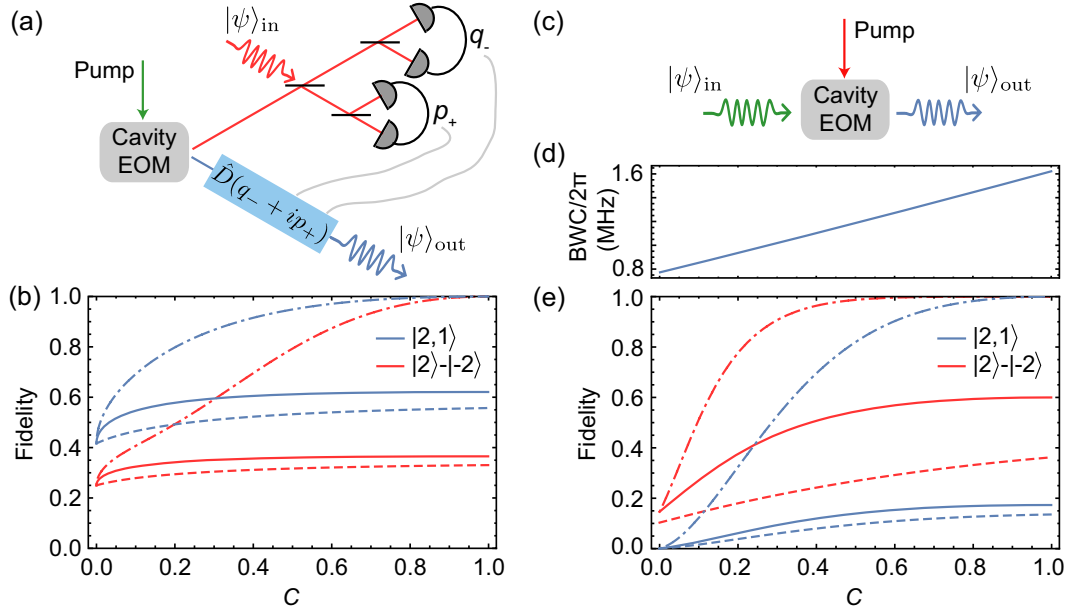 (a)
|ψ⟩in
q-
Pump
p+
Cavity
EOM
D̂(q- + ip+)
|ψ⟩out
(b)
1.0
0.8
0.6
0.4
0.2
0.0
Fidelity
|2,1⟩
|2⟩-|-2⟩
0.0 0.2 0.4 0.6 0.8 1.0
C
(c)
Pump
|ψ⟩in
Cavity
EOM
|ψ⟩out
(d)
1.6
0.8
BWC/2π
(MHz)
(e)
1.0
0.8
0.6
0.4
0.2
0.0
Fidelity
|2⟩-|-2⟩
|2,1⟩
0.0 0.2 0.4 0.6 0.8 1.0
C